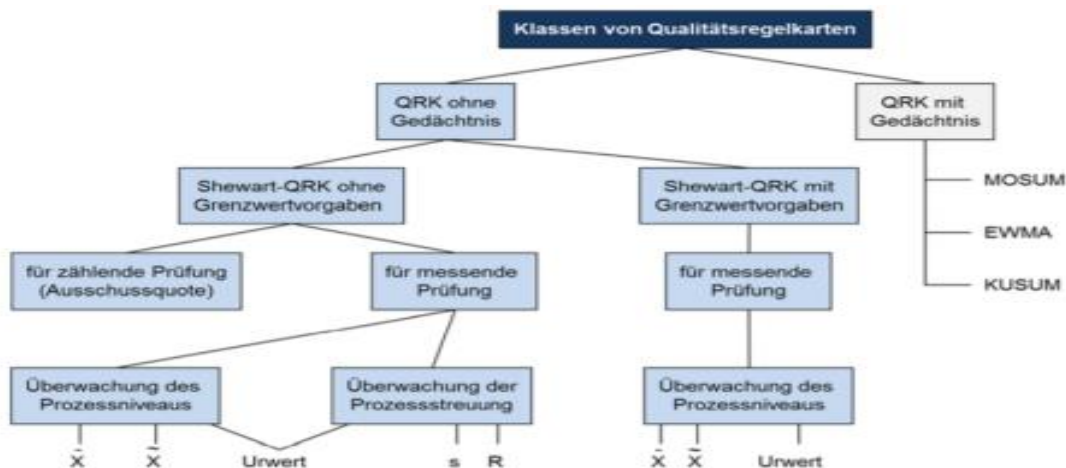 Klassen von Qualitätsregelkarten
QRK ohne
Gedächtnis
QRK mit
Gedächtnis
Shewart-QRK ohne
Grenzwertvorgaben
Shewart-QRK mit
Grenzwertvorgaben
MOSUM
EWMA
KUSUM
für zählende Prüfung
(Ausschussquote)
für messende
Prüfung
für messende
Prüfung
Überwachung des
Prozessniveaus
Überwachung der
Prozessstreuung
Überwachung des
Prozessniveaus
x̄ x̃ Urwert s R x̄ x̃ Urwert